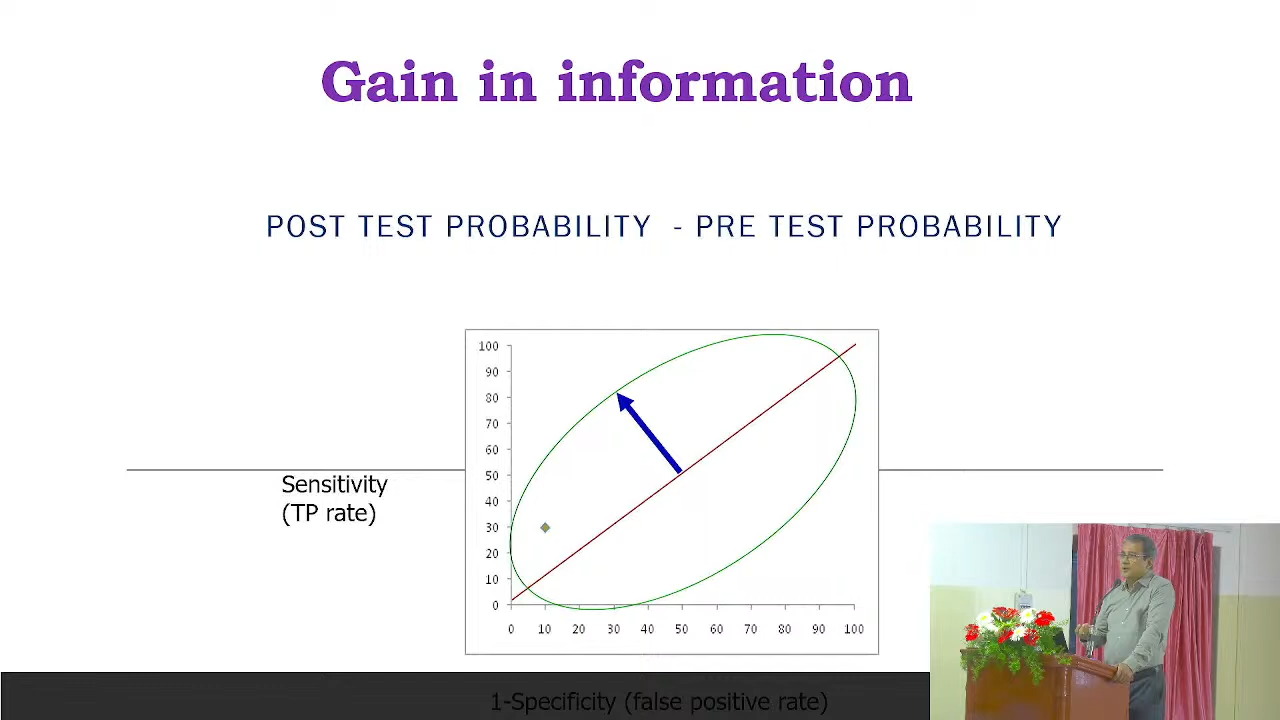 Gain in information
POST TEST PROBABILITY - PRE TEST PROBABILITY
100
90
80
70
60
50
40
30
20
10
0
0 10 20 30 40 50 60 70 80 90 100
Sensitivity
(TP rate)
1-Specificity (false positive rate)